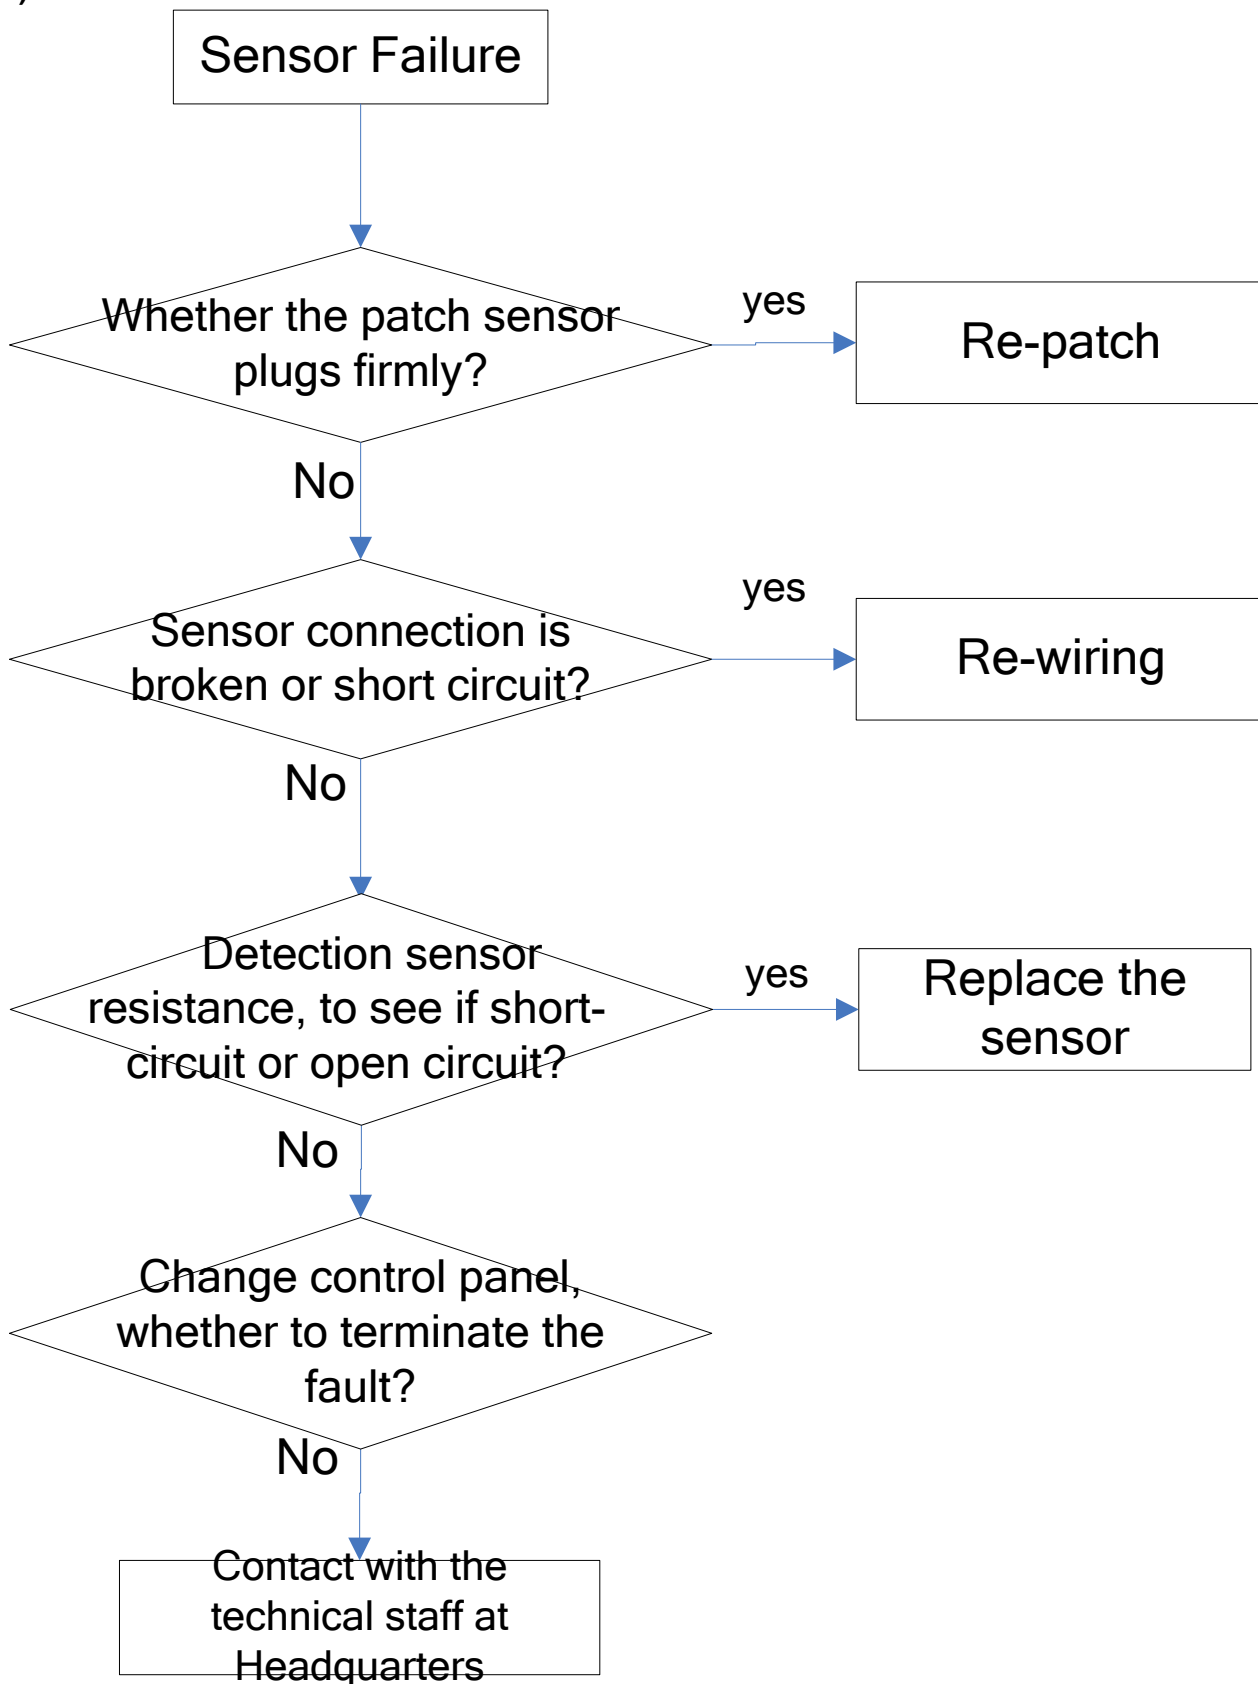 )
Sensor Failure
Whether the patch sensor
plugs firmly?
yes
Re-patch
No
Sensor connection is
broken or short circuit?
yes
Re-wiring
No
Detection sensor
resistance, to see if short-
circuit or open circuit?
yes
Replace the
sensor
No
Change control panel,
whether to terminate the
fault?
No
Contact with the
technical staff at
Headquarters